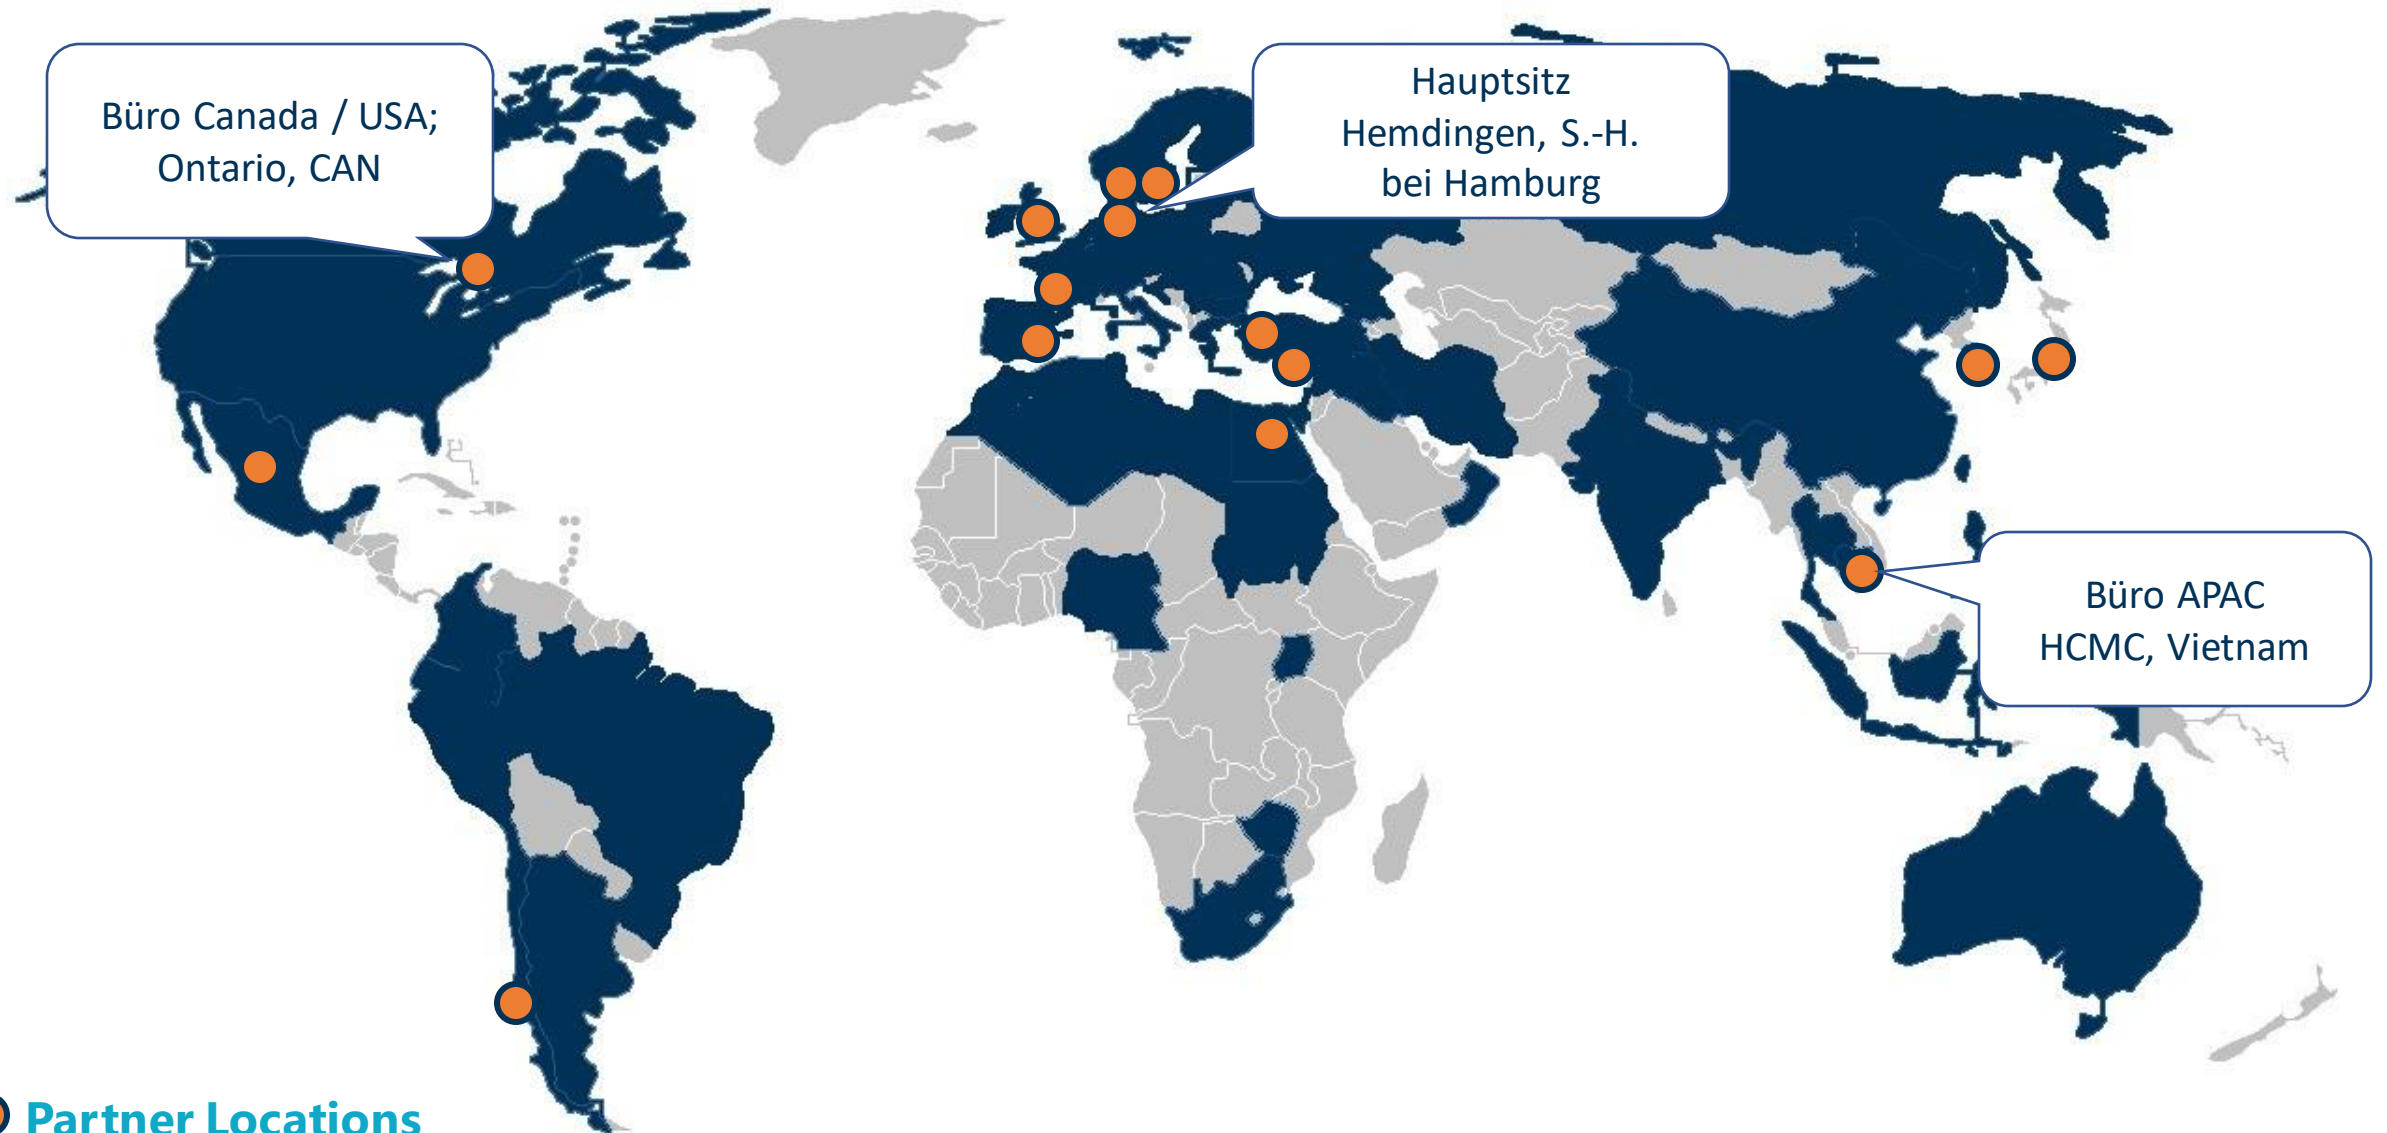 Büro Canada / USA;
Ontario, CAN
Hauptsitz
Hemdingen, S.-H.
bei Hamburg
Büro APAC
HCMC, Vietnam
Partner Locations